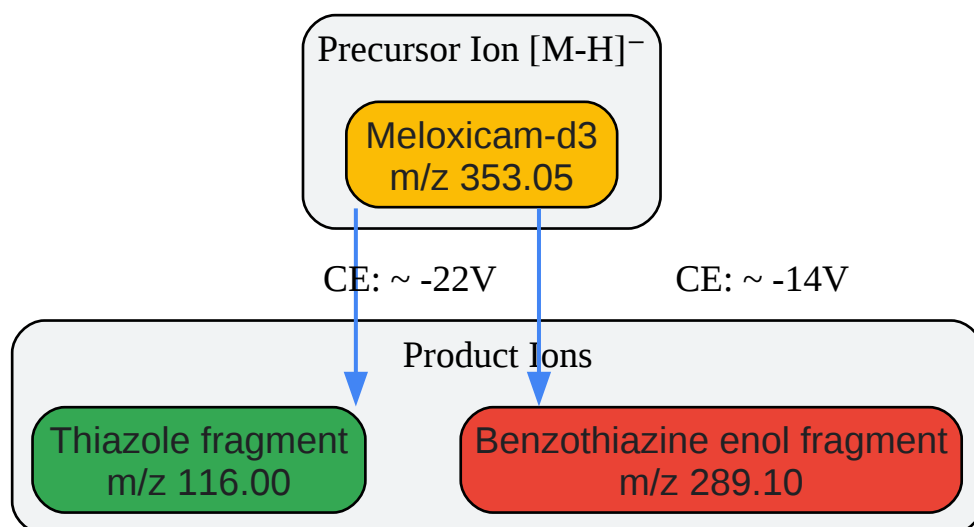 Precursor Ion [M-H]⁻
Meloxicam-d3
m/z 353.05
CE: ~ -22V
CE: ~ -14V
Product Ions
Thiazole fragment
m/z 116.00
Benzothiazine enol fragment
m/z 289.10